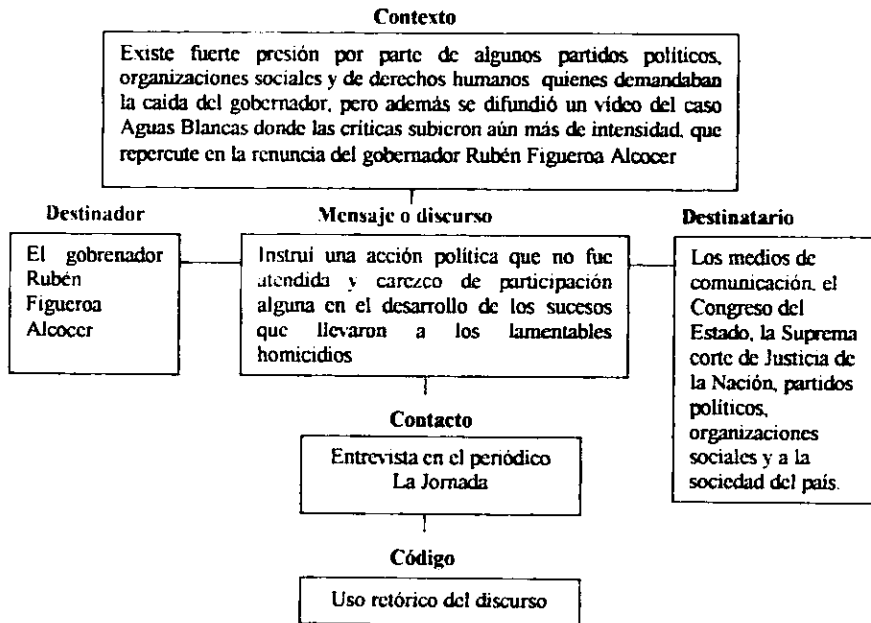 Contexto
Existe fuerte presión por parte de algunos partidos políticos,
organizaciones sociales y de derechos humanos quienes demandaban
la caída del gobernador, pero además se difundió un vídeo del caso
Aguas Blancas donde las críticas subieron aún más de intensidad, que
repercute en la renuncia del gobernador Rubén Figueroa Alcocer
Destinador
El gobrenador
Rubén
Figueroa
Alcocer
Mensaje o discurso
Instruí una acción política que no fue
atendida y carezco de participación
alguna en el desarrollo de los sucesos
que llevaron a los lamentables
homicidios
Destinatario
Los medios de
comunicación, el
Congreso del
Estado, la Suprema
corte de Justicia de
la Nación, partidos
políticos,
organizaciones
sociales y a la
sociedad del país.
Contacto
Entrevista en el periódico
La Jornada
Código
Uso retórico del discurso